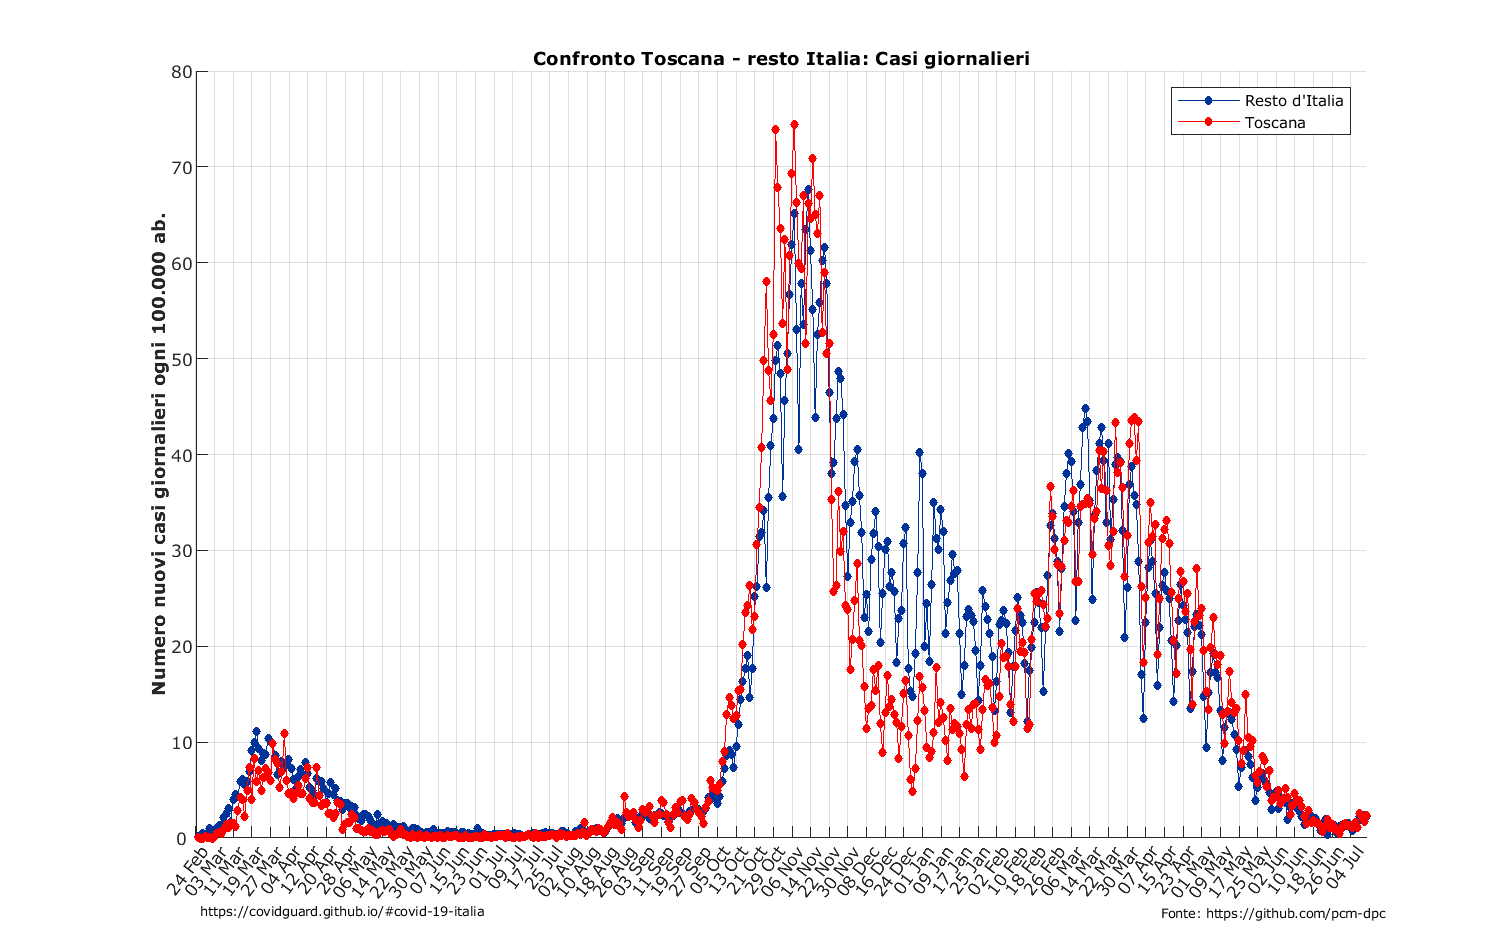 Confronto Toscana - resto Italia: Casi giornalieri
Resto d'Italia
Toscana
Numero nuovi casi giornalieri ogni 100.000 ab.
80
70
60
50
40
30
20
10
0
24 Feb
03 Mar
11 Mar
19 Mar
27 Mar
04 Apr
12 Apr
20 Apr
28 Apr
06 May
14 May
22 May
30 May
07 Jun
15 Jun
23 Jun
01 Jul
09 Jul
17 Jul
25 Jul
02 Aug
10 Aug
18 Aug
26 Aug
03 Sep
11 Sep
19 Sep
27 Sep
05 Oct
13 Oct
21 Oct
29 Oct
06 Nov
14 Nov
22 Nov
30 Nov
08 Dec
16 Dec
24 Dec
01 Jan
09 Jan
17 Jan
25 Jan
02 Feb
10 Feb
18 Feb
26 Feb
06 Mar
14 Mar
22 Mar
30 Mar
07 Apr
15 Apr
23 Apr
01 May
09 May
17 May
25 May
02 Jun
10 Jun
18 Jun
26 Jun
04 Jul
https://covidguard.github.io/#covid-19-italia
Fonte: https://github.com/pcm-dpc